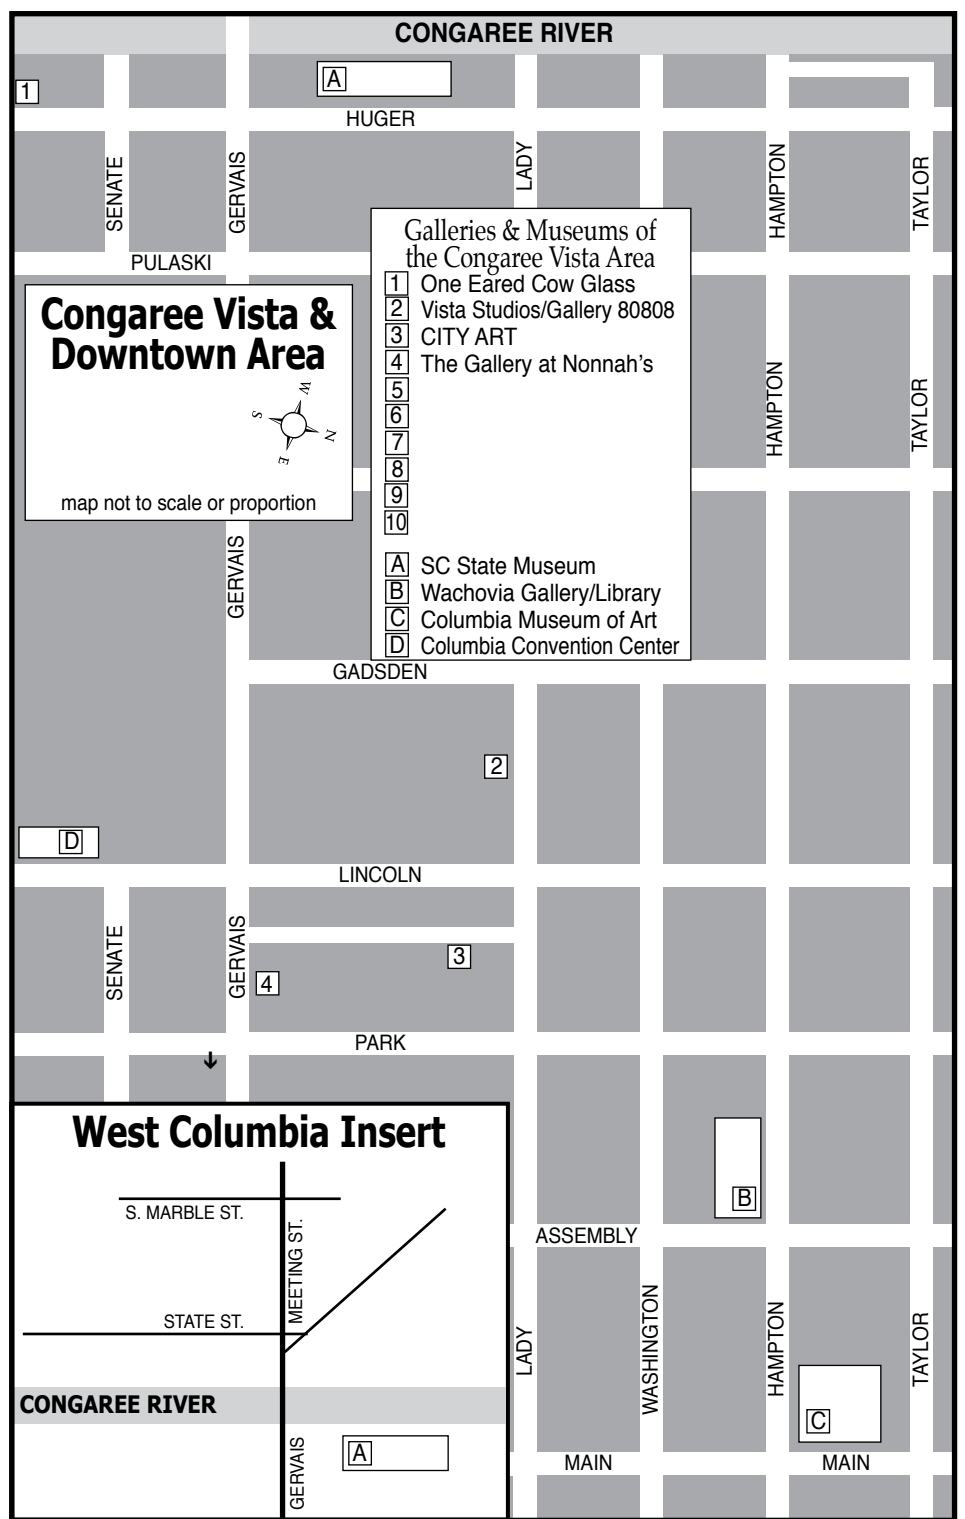 CONGAREE RIVER
A
1
HUGER
SENATE
GERVAIS
LADY
HAMPTON
TAYLOR
PULASKI
Galleries & Museums of
the Congaree Vista Area
1 One Eared Cow Glass
2 Vista Studios/Gallery 80808
3 CITY ART
4 The Gallery at Nonnah's
5
6
7
8
9
10
A SC State Museum
B Wachovia Gallery/Library
C Columbia Museum of Art
D Columbia Convention Center
Congaree Vista &
Downtown Area
W
S
N
E
map not to scale or proportion
HAMPTON
TAYLOR
GERVAIS
GADSDEN
2
D
LINCOLN
SENATE
GERVAIS
3
4
PARK
West Columbia Insert
S. MARBLE ST.
MEETING ST.
STATE ST.
CONGAREE RIVER
GERVAIS
A
B
ASSEMBLY
LADY
WASHINGTON
HAMPTON
TAYLOR
C
MAIN
MAIN